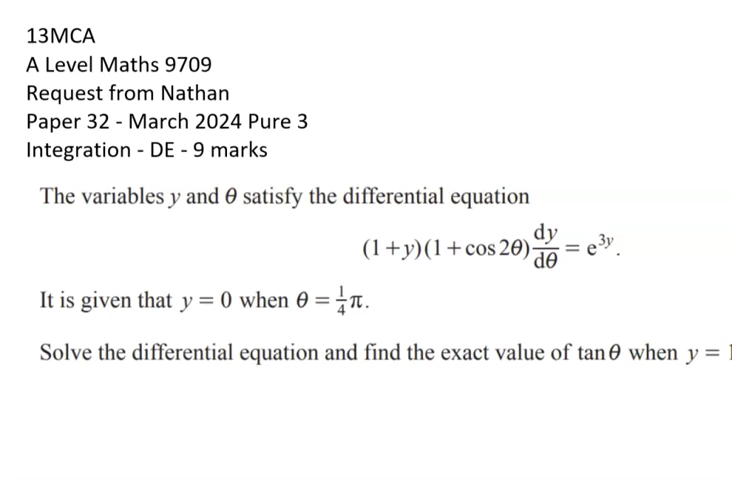 13MCA
A Level Maths 9709
Request from Nathan
Paper 32 - March 2024 Pure 3
Integration - DE - 9 marks
The variables y and θ satisfy the differential equation
(1+y)(1+cos 2θ) dy/dθ = e^{3y}.
It is given that y = 0 when θ = 1/4 π.
Solve the differential equation and find the exact value of tan θ when y = 1